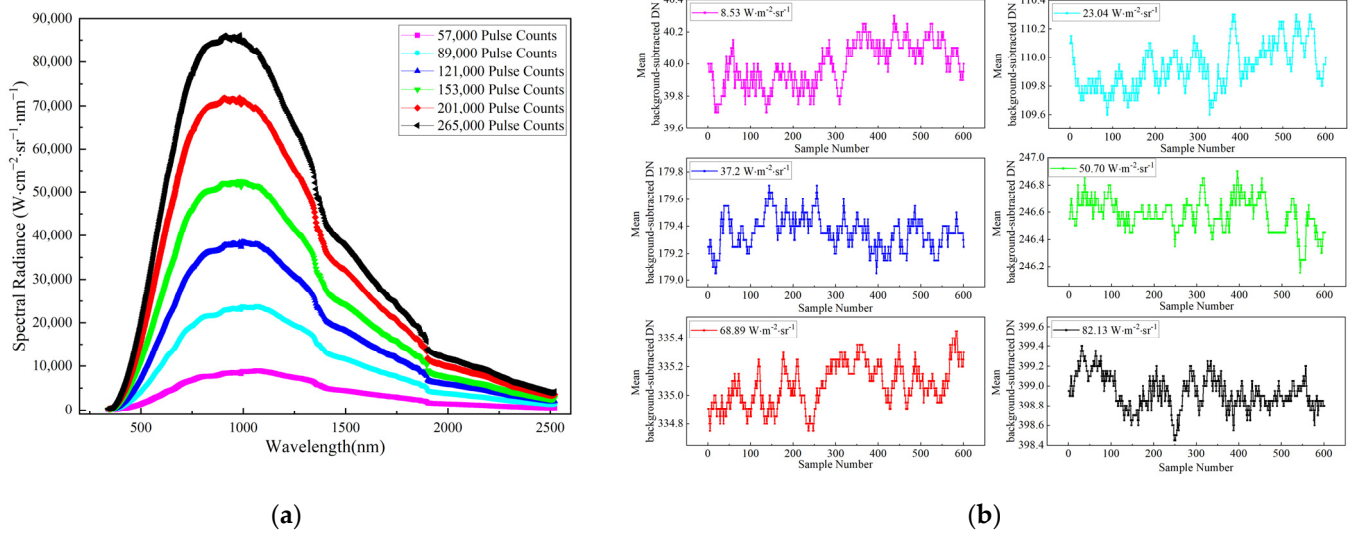 90,000
80,000
70,000
60,000
50,000
40,000
30,000
20,000
10,000
0
Spectral Radiance (W·cm⁻²·sr⁻¹·nm⁻¹)
57,000 Pulse Counts
89,000 Pulse Counts
121,000 Pulse Counts
153,000 Pulse Counts
201,000 Pulse Counts
265,000 Pulse Counts
500 1000 1500 2000 2500
Wavelength(nm)
(a)
8.53 W·m⁻²·sr⁻¹
40.2
40.0
39.8
39.6
Mean
background-subtracted DN
0 100 200 300 400 500 600
Sample Number
23.04 W·m⁻²·sr⁻¹
110.4
110.2
110.0
109.8
109.6
Mean
background-subtracted DN
0 100 200 300 400 500 600
Sample Number
37.2 W·m⁻²·sr⁻¹
179.8
179.6
179.4
179.2
179.0
Mean
background-subtracted DN
0 100 200 300 400 500 600
Sample Number
50.70 W·m⁻²·sr⁻¹
247.0
246.8
246.6
246.4
246.2
Mean
background-subtracted DN
0 100 200 300 400 500 600
Sample Number
68.89 W·m⁻²·sr⁻¹
335.4
335.2
335.0
334.8
Mean
background-subtracted DN
0 100 200 300 400 500 600
Sample Number
82.13 W·m⁻²·sr⁻¹
399.6
399.4
399.2
399.0
398.8
398.6
398.4
Mean
background-subtracted DN
0 100 200 300 400 500 600
Sample Number
(b)